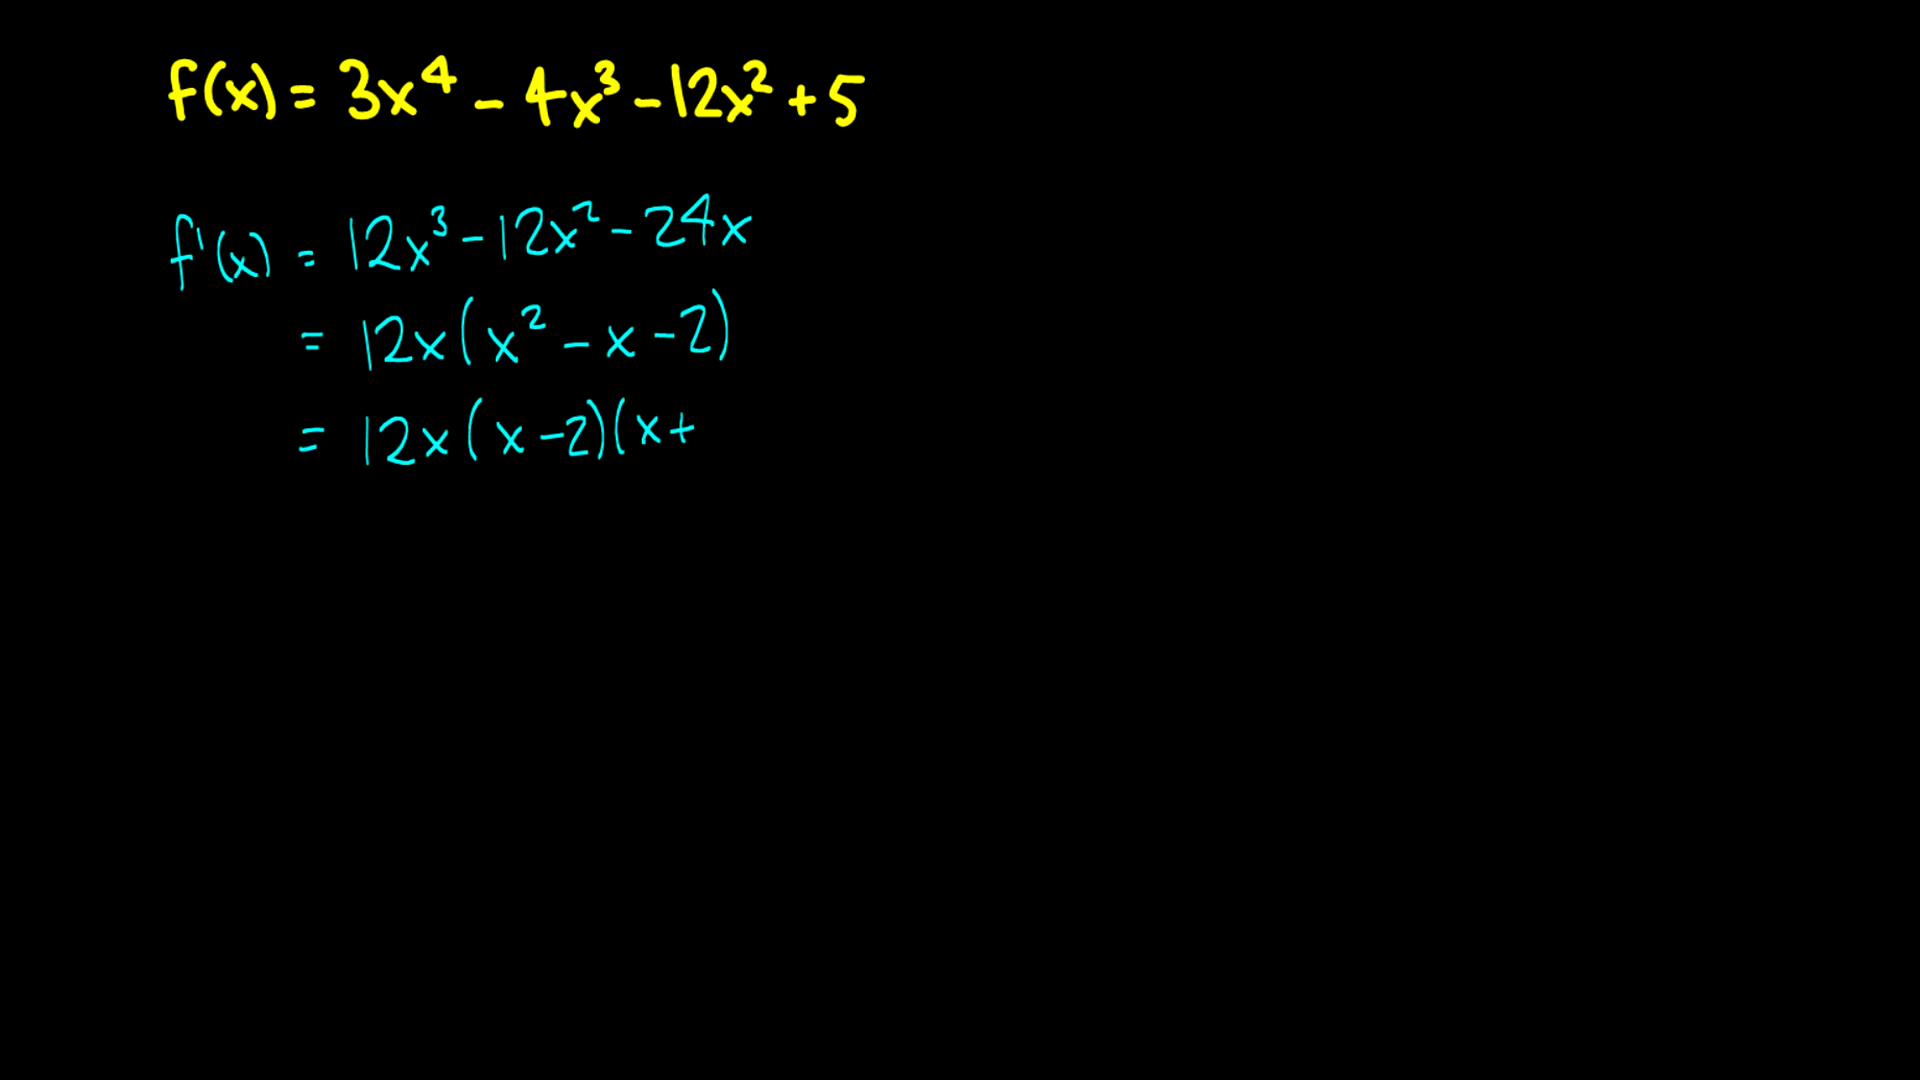 f(x) = 3x⁴ - 4x³ - 12x² + 5
f'(x) = 12x³ - 12x² - 24x
= 12x(x² - x - 2)
= 12x(x - 2)(x +